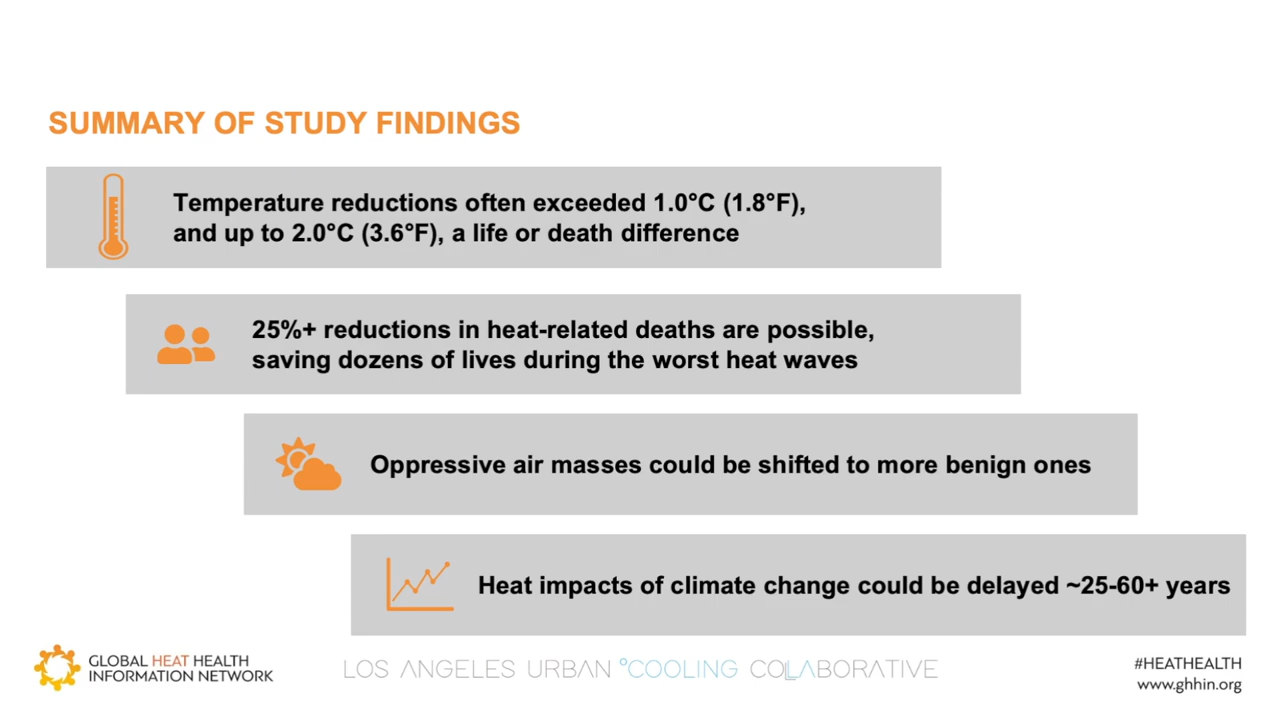 SUMMARY OF STUDY FINDINGS
Temperature reductions often exceeded 1.0°C (1.8°F),
and up to 2.0°C (3.6°F), a life or death difference
25%+ reductions in heat-related deaths are possible,
saving dozens of lives during the worst heat waves
Oppressive air masses could be shifted to more benign ones
Heat impacts of climate change could be delayed ~25-60+ years
GLOBAL HEAT HEALTH
INFORMATION NETWORK
LOS ANGELES URBAN °COOLING COLLABORATIVE
#HEATHEALTH
www.ghhin.org